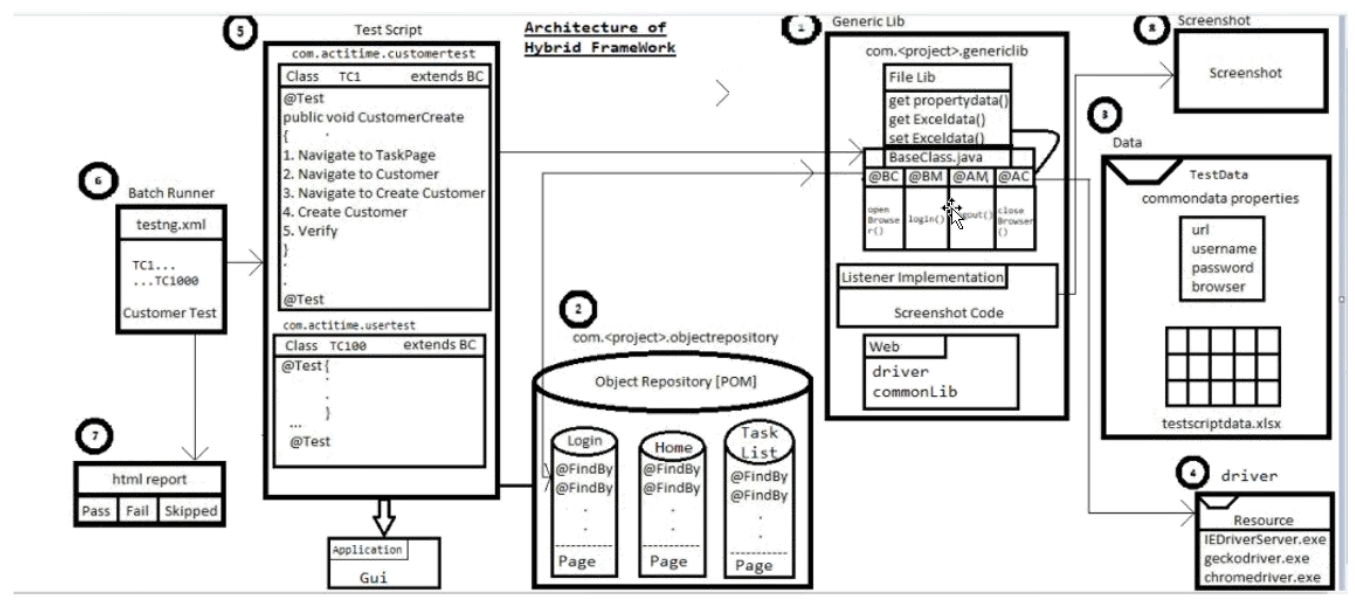 5
Test Script
com.actitime.customertest
Class TC1 extends BC
@Test
public void CustomerCreate
{
1. Navigate to TaskPage
2. Navigate to Customer
3. Navigate to Create Customer
4. Create Customer
5. Verify
}
.
.
@Test
com.actitime.usertest
Class TC100 extends BC
@Test{
.
.
}
...
@Test
Application
Gui
Architecture of
Hybrid FrameWork
6
Batch Runner
testng.xml
TC1...
...TC1000
Customer Test
7
html report
Pass Fail Skipped
2
com.<project>.objectrepository
Object Repository [POM]
Login
@FindBy
@FindBy
.
.
Page
Home
@FindBy
@FindBy
.
.
Page
Task
List
@FindBy
@FindBy
.
.
Page
1
Generic Lib
com.<project>.genericlib
File Lib
get propertydata()
get Exceldata()
set Exceldata()
BaseClass.java
@BC @BM @AM @AC
open
Browse
r()
login()
close
Browser
()
Listener Implementation
Screenshot Code
Web
driver
commonLib
8
Screenshot
Screenshot
3
Data
TestData
commondata properties
url
username
password
browser
testscriptdata.xlsx
4
driver
Resource
IEDriverServer.exe
geckodriver.exe
chromedriver.exe